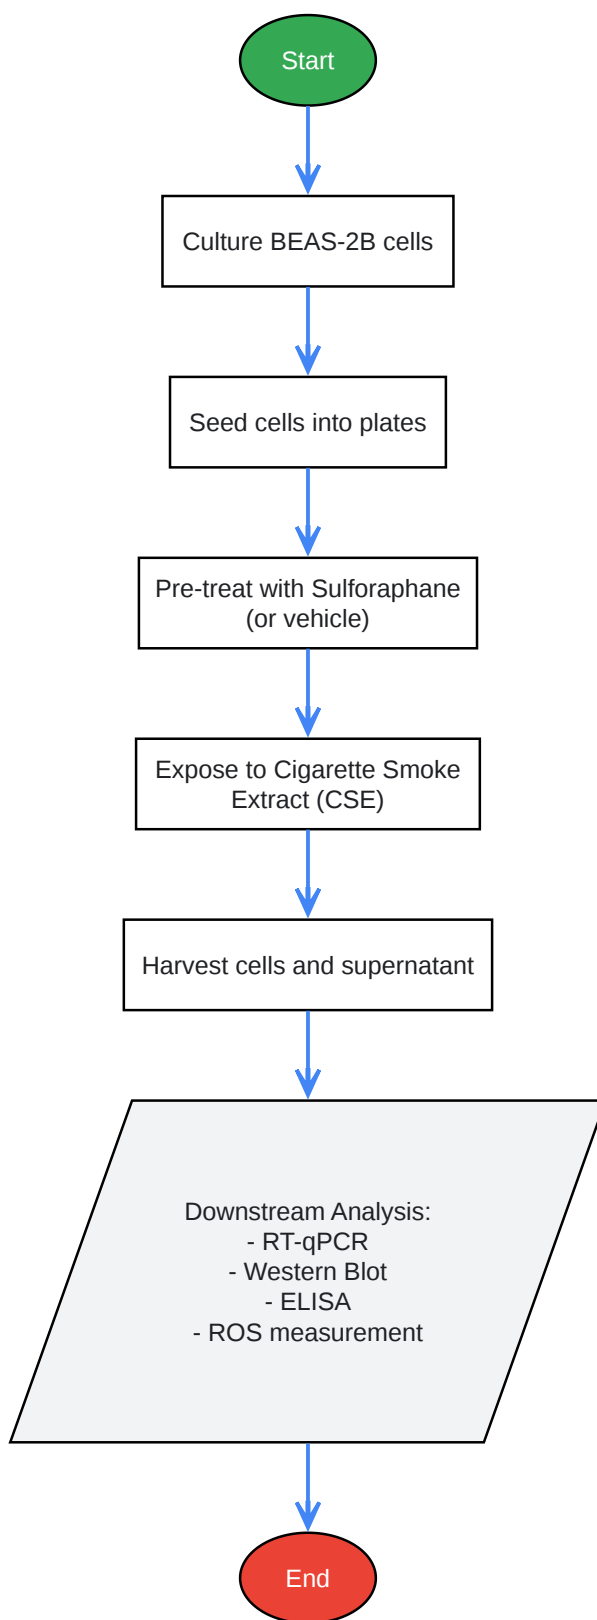 Start
Culture BEAS-2B cells
Seed cells into plates
Pre-treat with Sulforaphane
(or vehicle)
Expose to Cigarette Smoke
Extract (CSE)
Harvest cells and supernatant
Downstream Analysis:
- RT-qPCR
- Western Blot
- ELISA
- ROS measurement
End